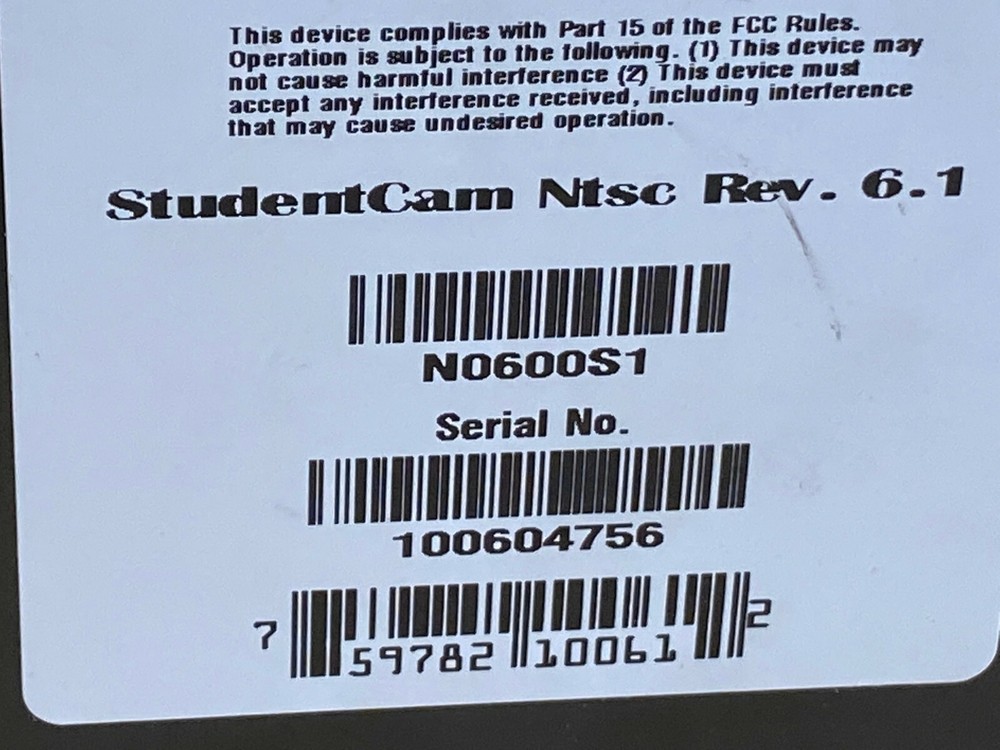 This device complies with Part 15 of the FCC Rules.
Operation is subject to the following. (1) This device may
not cause harmful interference (2) This device must
accept any interference received, including interference
that may cause undesired operation.
StudentCam Ntsc Rev. 6.1
N0600S1
Serial No.
100604756
7 59782 10061 2